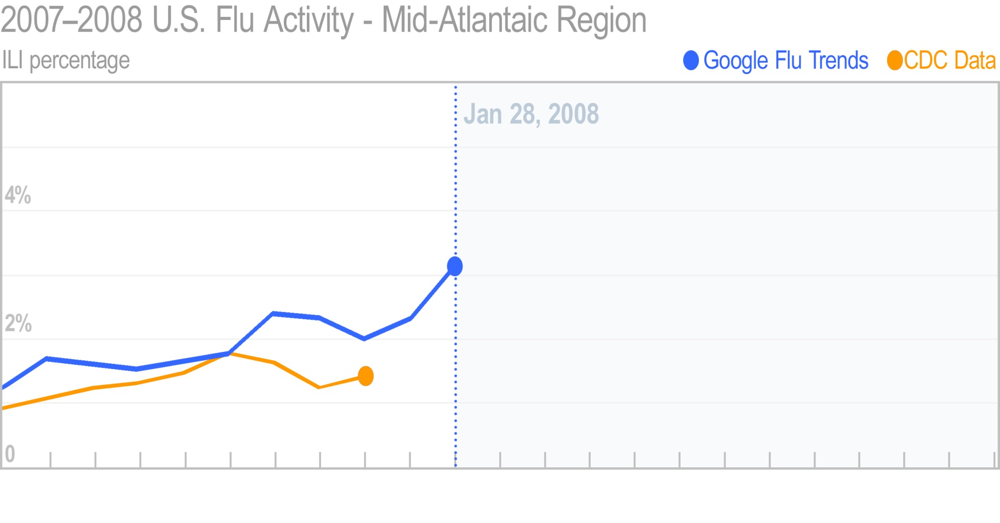 2007–2008 U.S. Flu Activity - Mid-Atlantaic Region
ILI percentage
Google Flu Trends
CDC Data
Jan 28, 2008
4%
2%
0